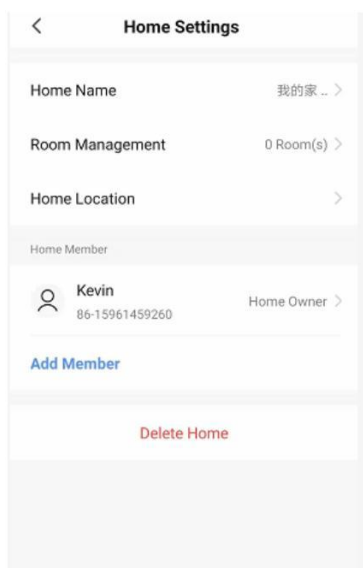 Home Settings
Home Name 我的家 ..
Room Management 0 Room(s)
Home Location
Home Member
Kevin
86-15961459260
Home Owner
Add Member
Delete Home